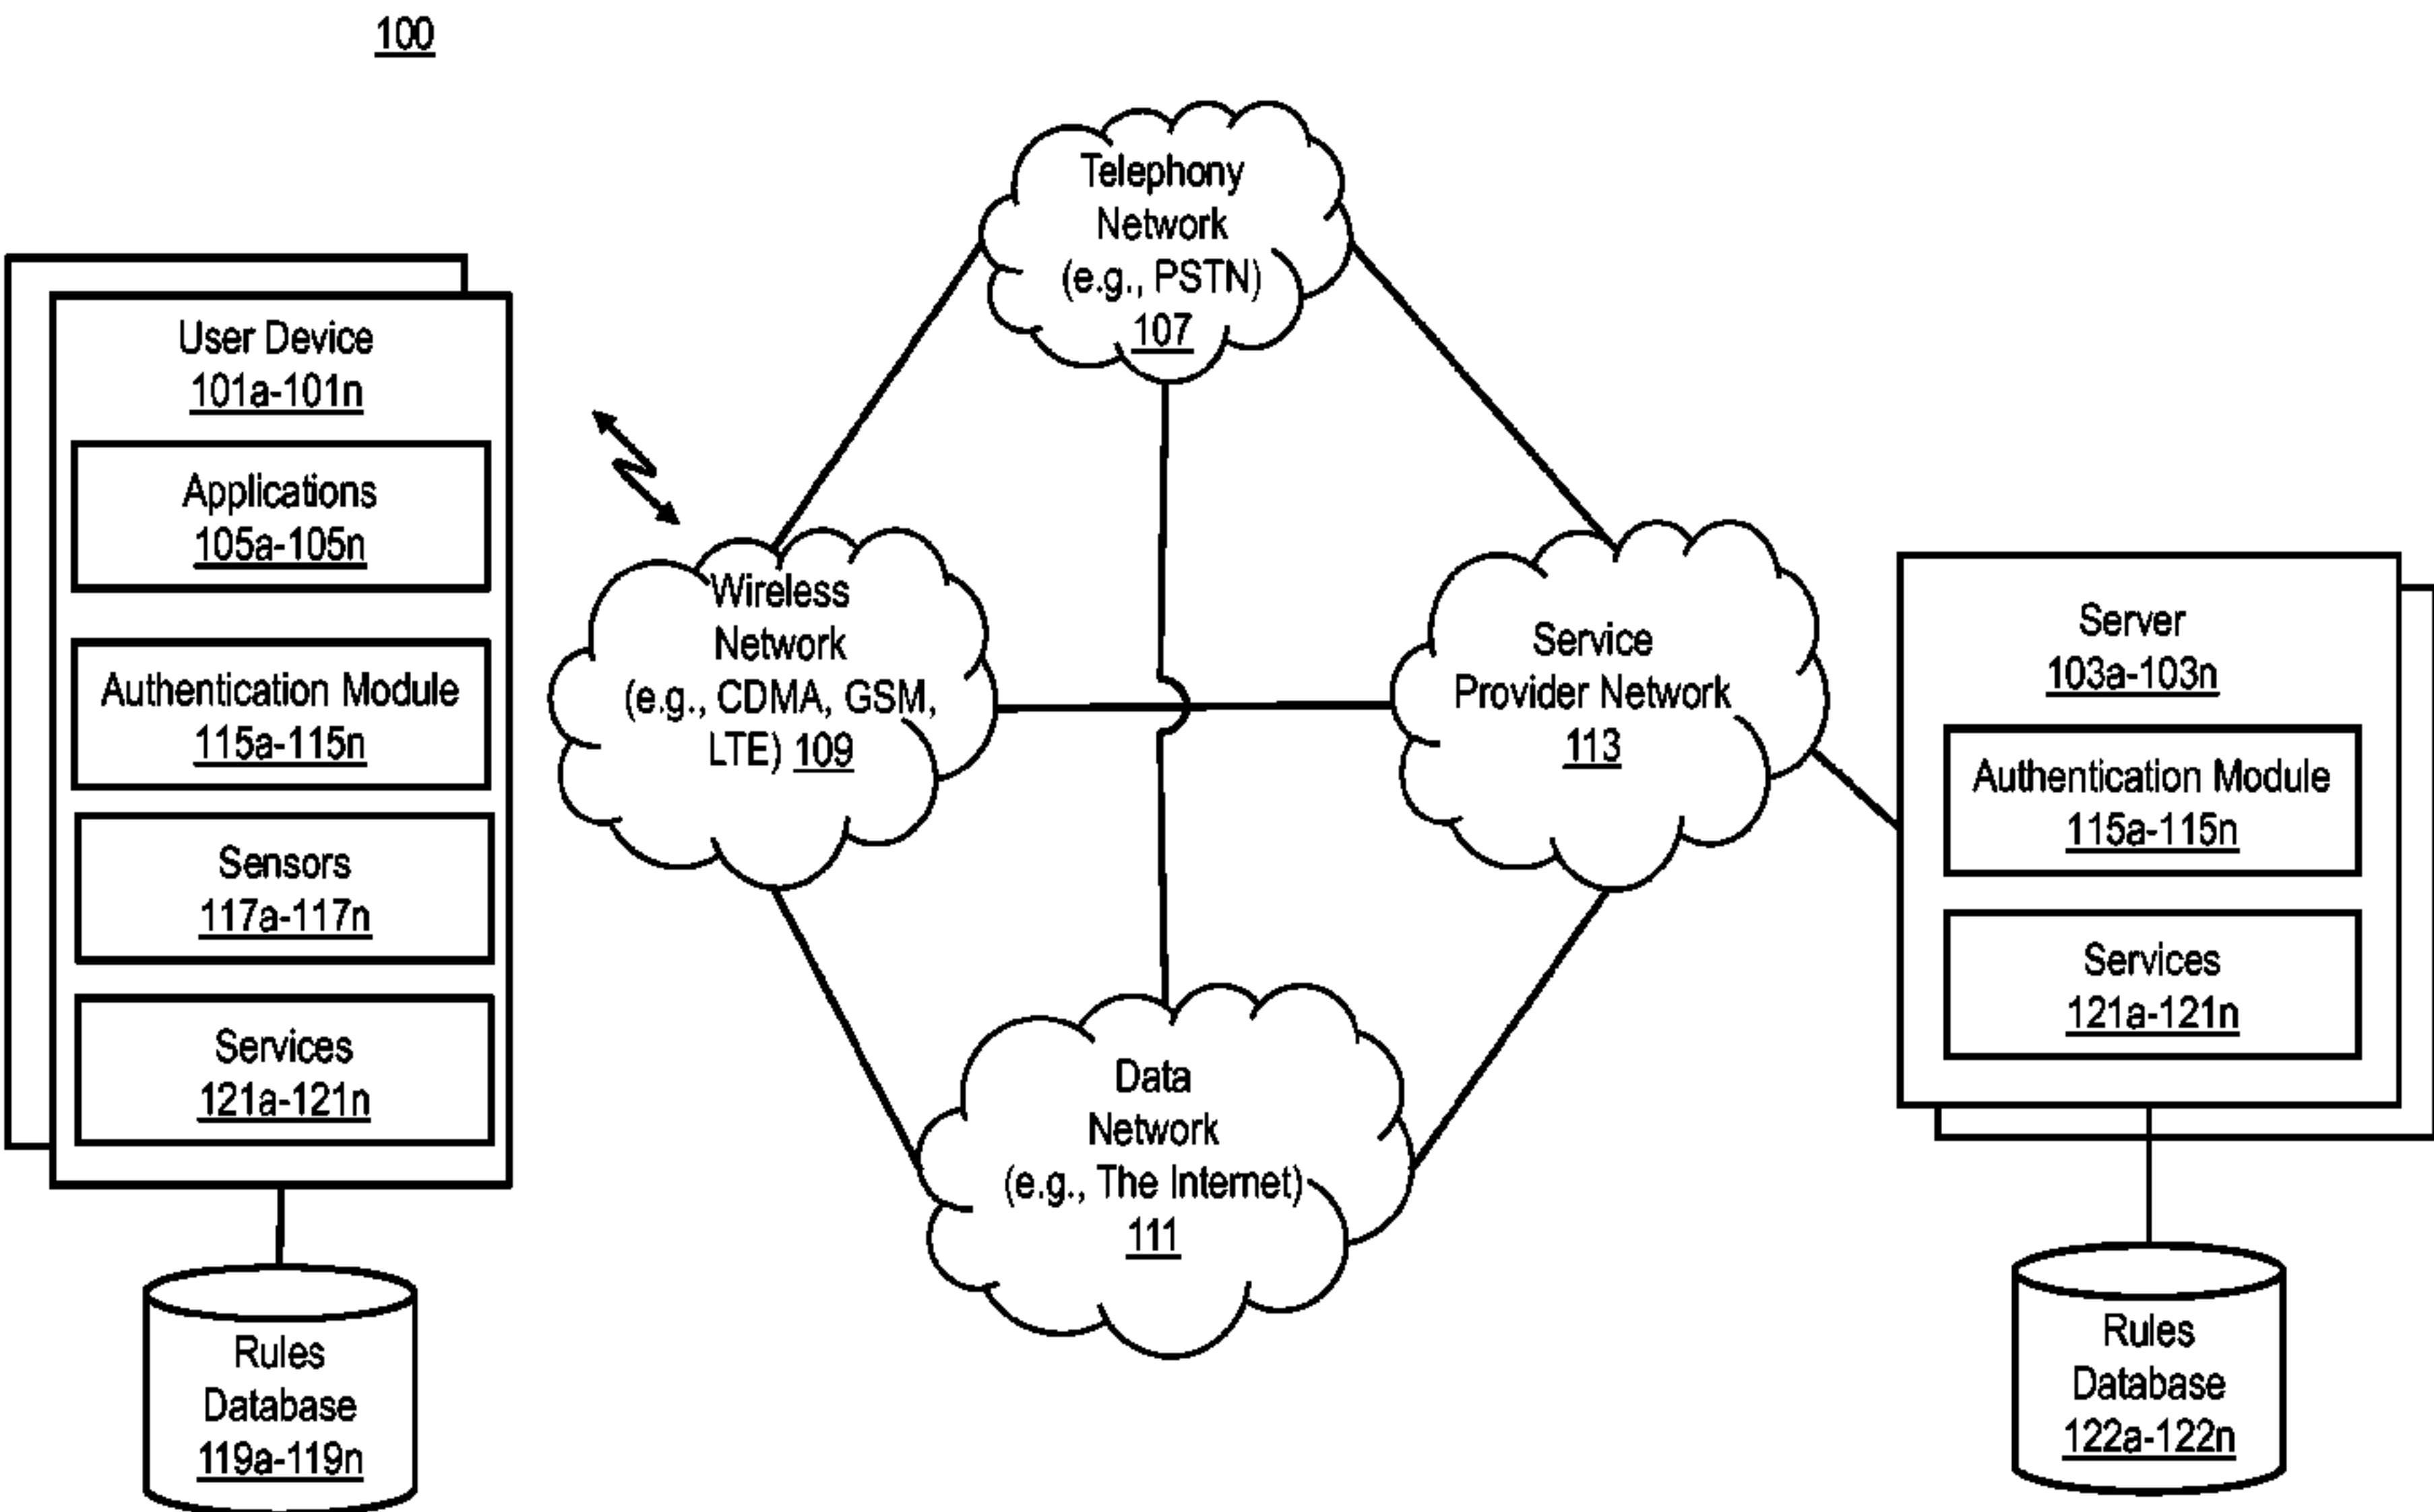 100
Telephony
Network
(e.g., PSTN)
107
User Device
101a-101n
Applications
105a-105n
Authentication Module
115a-115n
Sensors
117a-117n
Services
121a-121n
Rules
Database
119a-119n
Wireless
Network
(e.g., CDMA, GSM,
LTE) 109
Service
Provider Network
113
Data
Network
(e.g., The Internet)
111
Server
103a-103n
Authentication Module
115a-115n
Services
121a-121n
Rules
Database
122a-122n